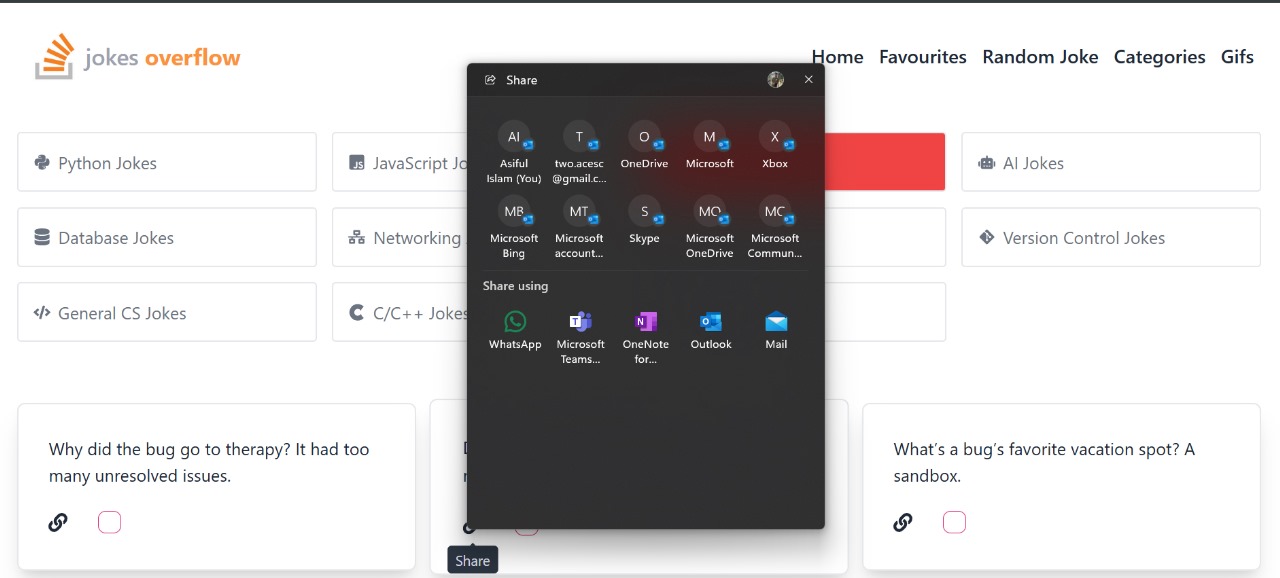 jokes overflow
Home Favourites Random Joke Categories Gifs
Share
Python Jokes
JavaScript Jo
AI Jokes
AI
T
O
M
X
Asiful
Islam (You)
two.acesc
@gmail.c...
OneDrive
Microsoft
Xbox
Database Jokes
Networking
Version Control Jokes
MB
MT
S
MO
MC
Microsoft
Bing
Microsoft
account...
Skype
Microsoft
OneDrive
Microsoft
Commun...
General CS Jokes
C/C++ Jokes
Share using
WhatsApp
Microsoft
Teams...
OneNote
for...
Outlook
Mail
Why did the bug go to therapy? It had too
many unresolved issues.
What’s a bug’s favorite vacation spot? A
sandbox.
Share